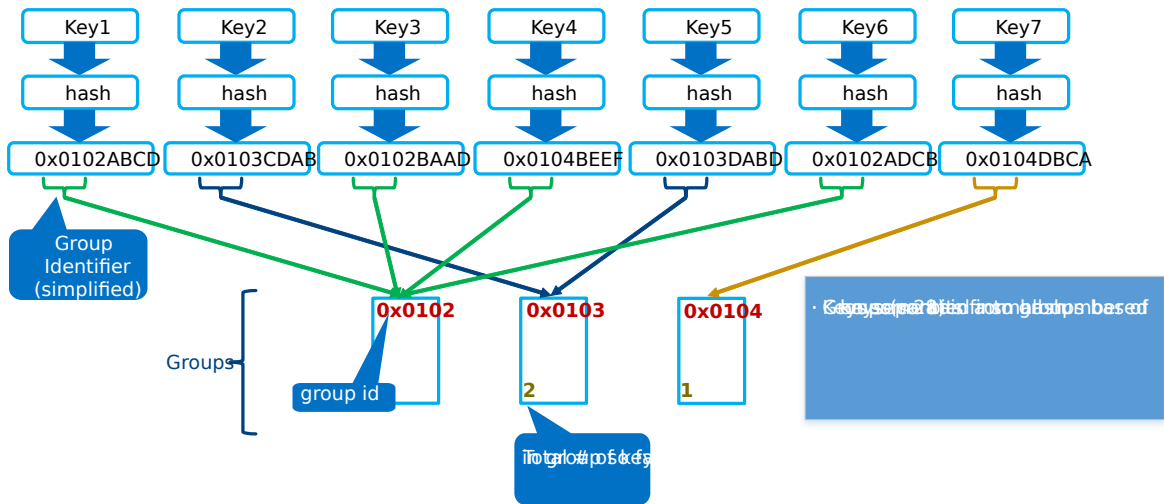 Key1 Key2 Key3 Key4 Key5 Key6 Key7
hash hash hash hash hash hash hash
0x0102ABCD 0x0103CDAB 0x0102BAAD 0x0104BEEF 0x0103DABD 0x0102ADCB 0x0104DBCA
Group
Identifier
(simplified)
0x0102 0x0103 0x0104
Groups
group id
2 1